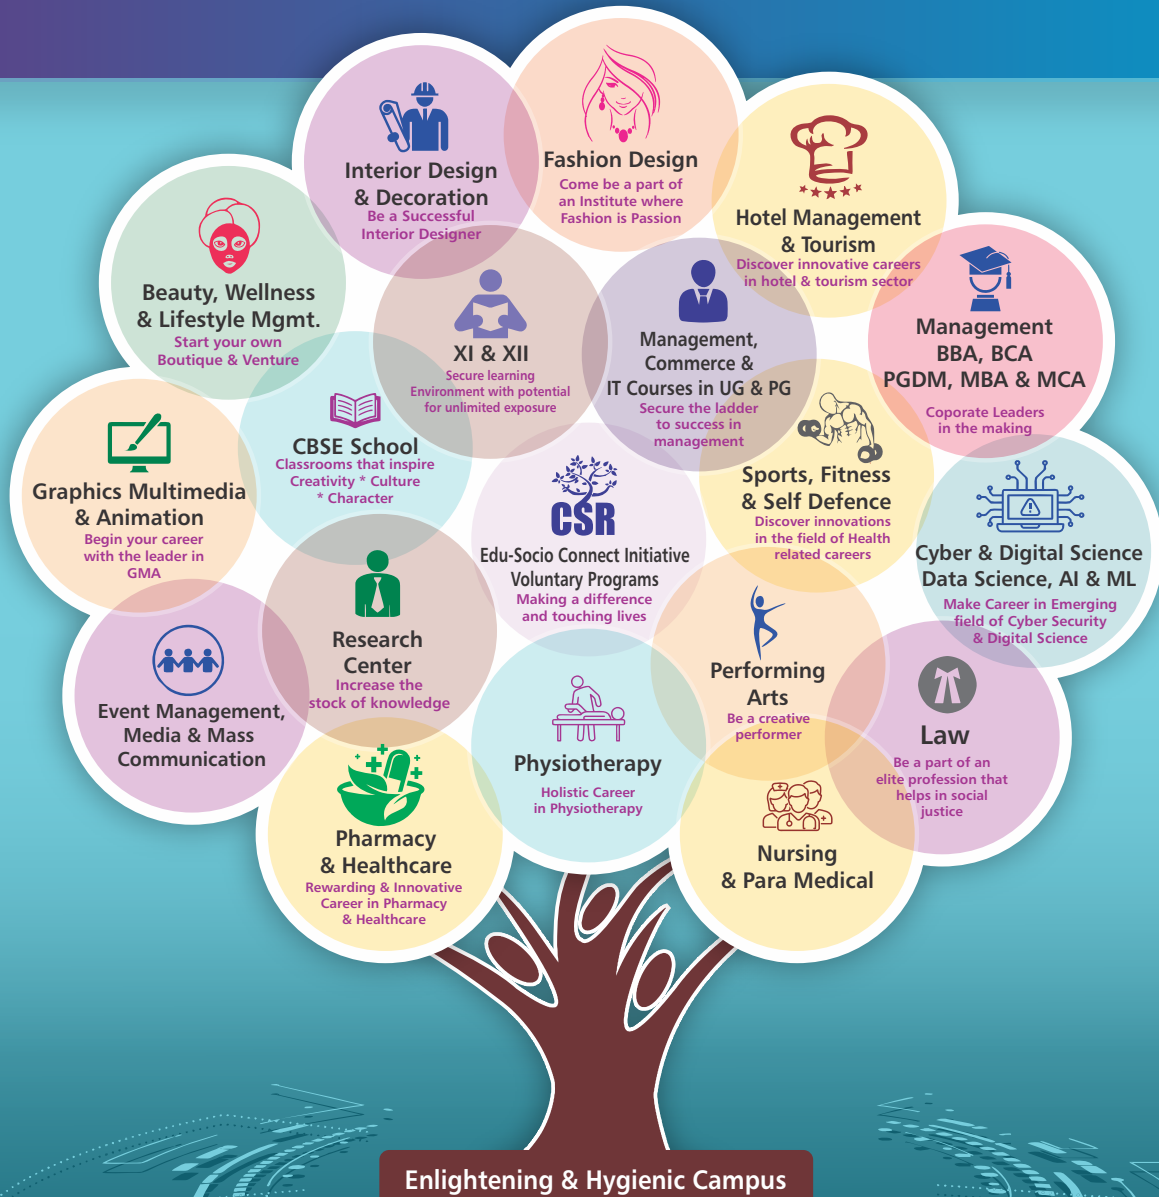 Interior Design
& Decoration
Be a Successful
Interior Designer
Fashion Design
Come be a part of
an Institute where
Fashion is Passion
Hotel Management
& Tourism
Discover innovative careers
in hotel & tourism sector
Beauty, Wellness
& Lifestyle Mgmt.
Start your own
Boutique & Venture
XI & XII
Secure learning
Environment with potential
for unlimited exposure
Management,
Commerce &
IT Courses in UG & PG
Secure the ladder
to success in
management
Management
BBA, BCA
PGDM, MBA & MCA
Coporate Leaders
in the making
Graphics Multimedia
& Animation
Begin your career
with the leader in
GMA
CBSE School
Classrooms that inspire
Creativity * Culture
* Character
CSR
Edu-Socio Connect Initiative
Voluntary Programs
Making a difference
and touching lives
Sports, Fitness
& Self Defence
Discover innovations
in the field of Health
related careers
Cyber & Digital Science
Data Science, AI & ML
Make Career in Emerging
field of Cyber Security
& Digital Science
Event Management,
Media & Mass
Communication
Research
Center
Increase the
stock of knowledge
Performing
Arts
Be a creative
performer
Law
Be a part of an
elite profession that
helps in social
justice
Pharmacy
& Healthcare
Rewarding & Innovative
Career in Pharmacy
& Healthcare
Physiotherapy
Holistic Career
in Physiotherapy
Nursing
& Para Medical
Enlightening & Hygienic Campus